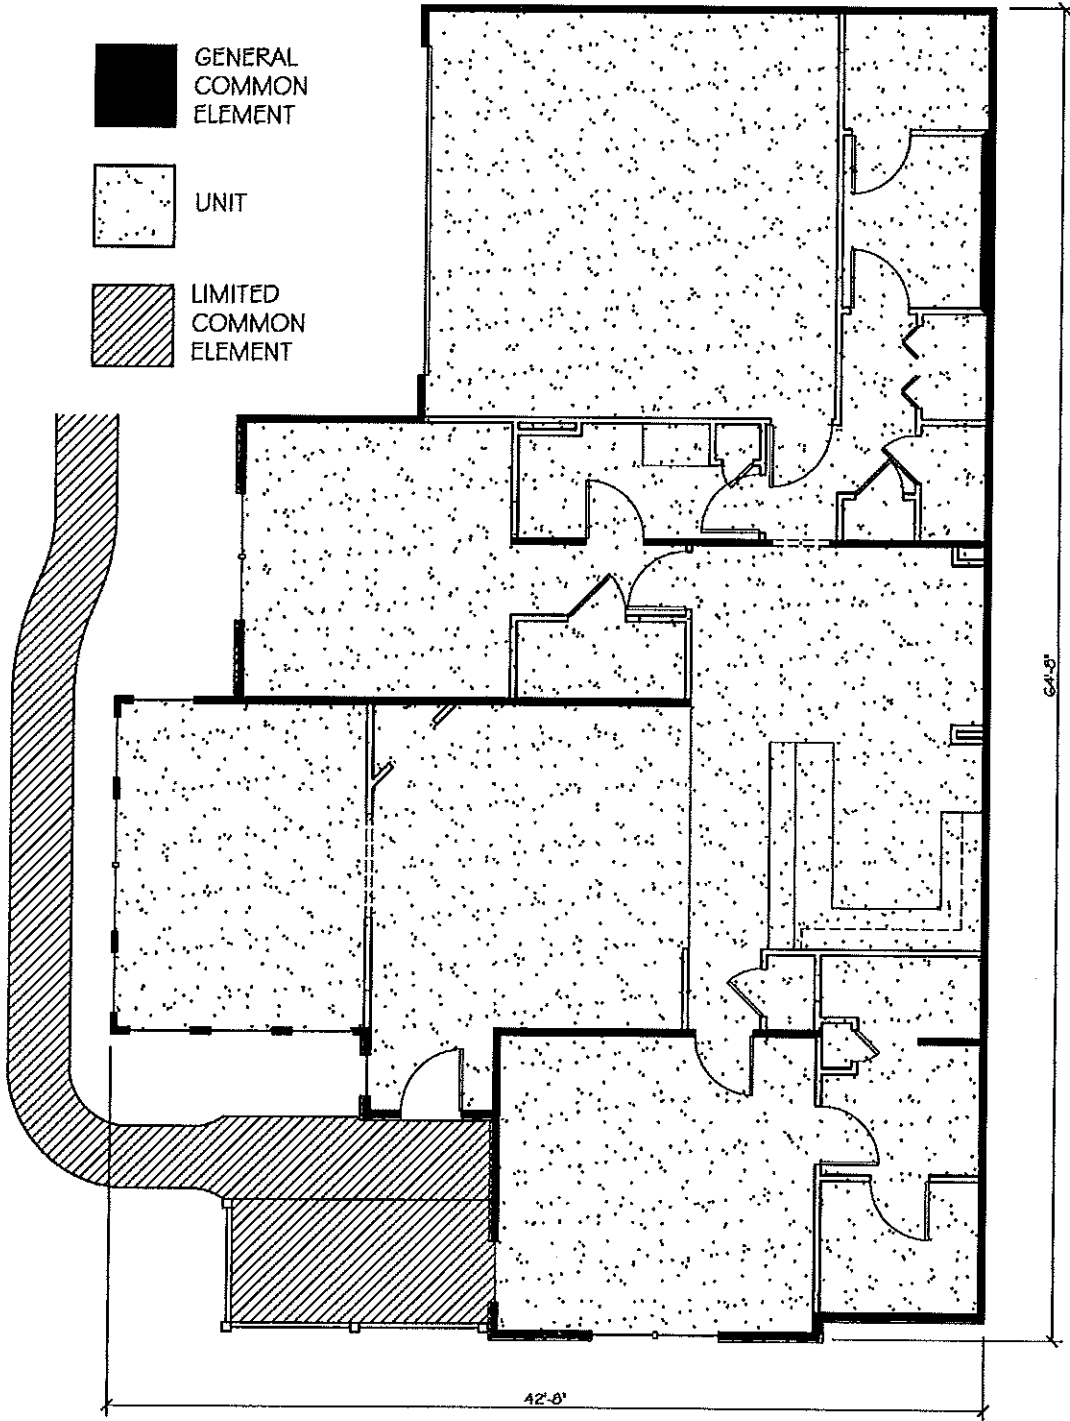 GENERAL
COMMON
ELEMENT
UNIT
LIMITED
COMMON
ELEMENT
64'-8"
42'-8"